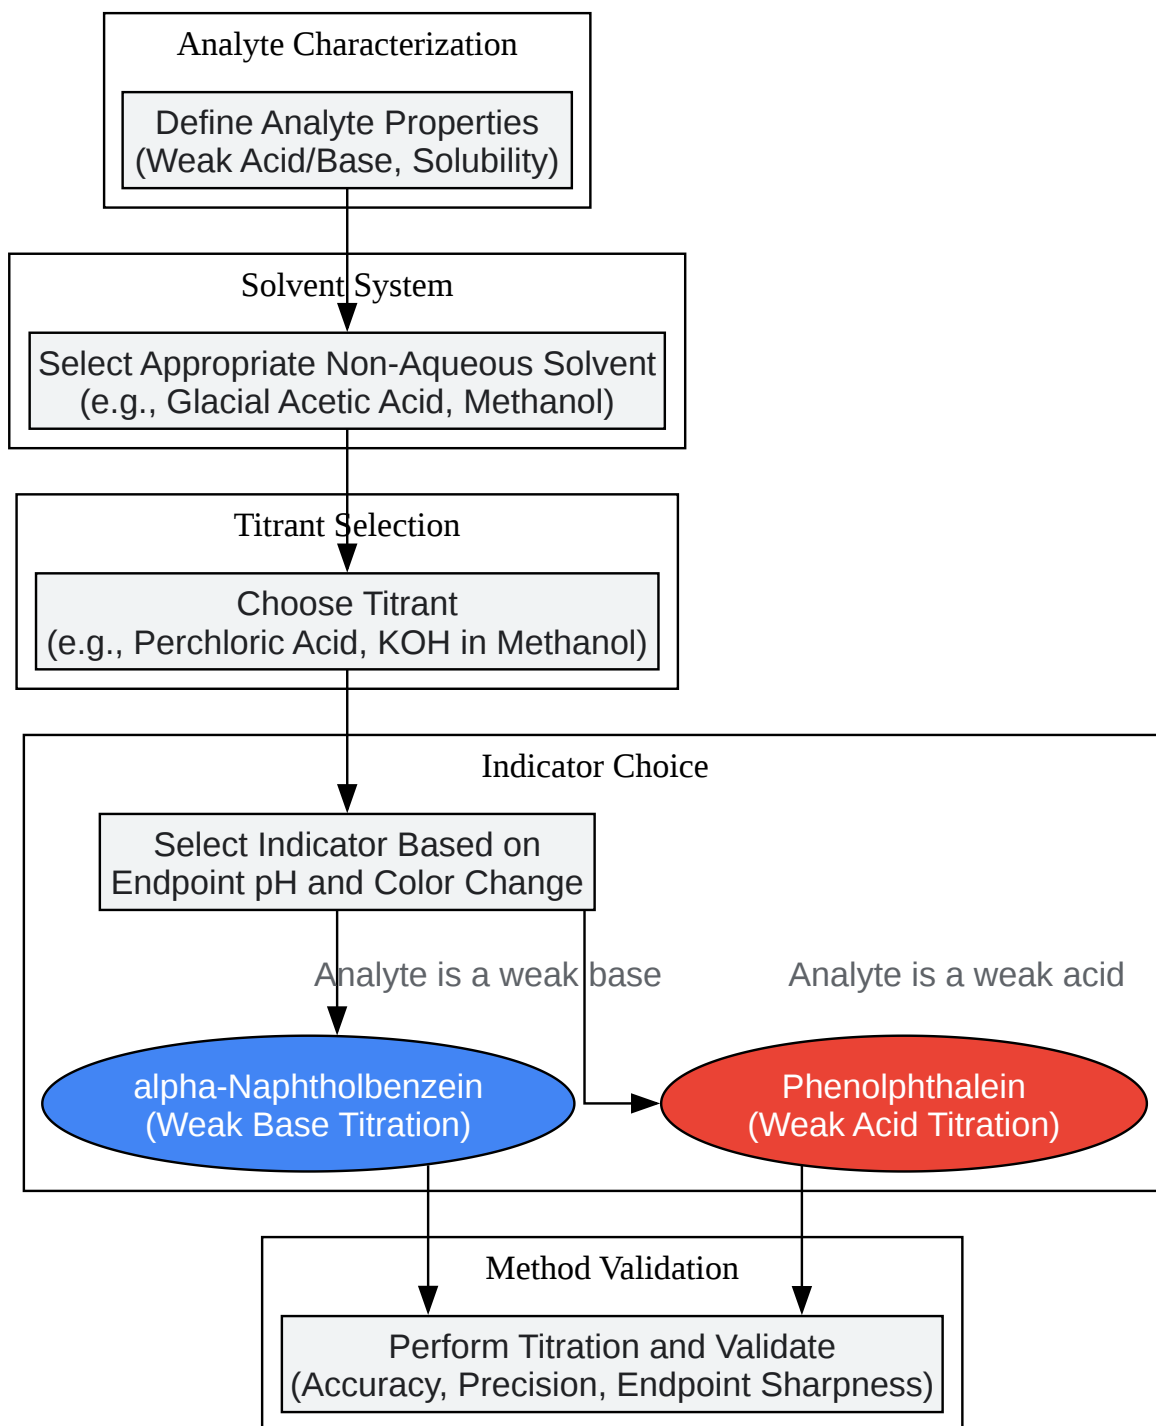 Analyte Characterization
Define Analyte Properties
(Weak Acid/Base, Solubility)
Solvent System
Select Appropriate Non-Aqueous Solvent
(e.g., Glacial Acetic Acid, Methanol)
Titrant Selection
Choose Titrant
(e.g., Perchloric Acid, KOH in Methanol)
Indicator Choice
Select Indicator Based on
Endpoint pH and Color Change
Analyte is a weak base
Analyte is a weak acid
alpha-Naphtholbenzein
(Weak Base Titration)
Phenolphthalein
(Weak Acid Titration)
Method Validation
Perform Titration and Validate
(Accuracy, Precision, Endpoint Sharpness)